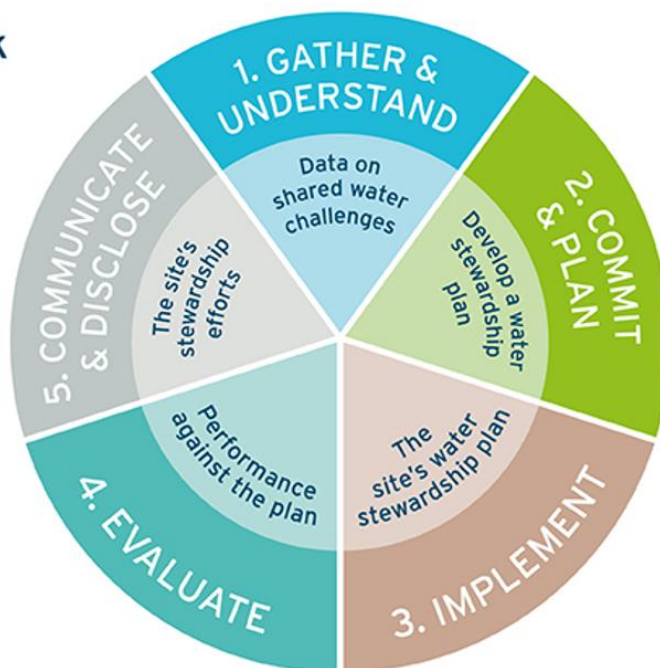 K
1. GATHER &
UNDERSTAND
Data on
shared water
challenges
2. COMMIT
& PLAN
Develop a water
stewardship
plan
3. IMPLEMENT
The
site's water
stewardship plan
4. EVALUATE
Performance
against the plan
5. COMMUNICATE
& DISCLOSE
The site's
stewardship
efforts